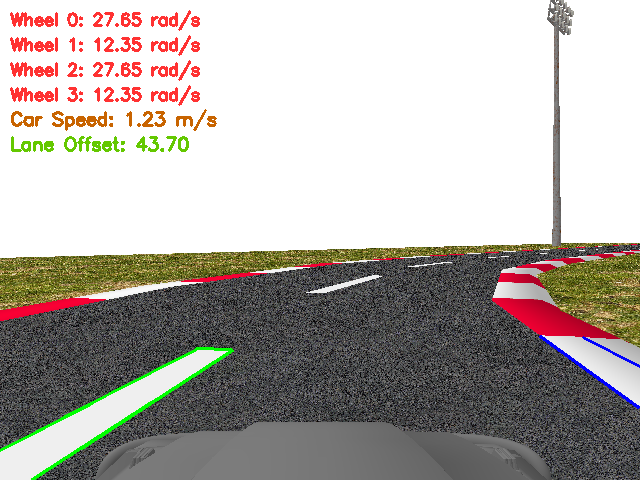 Wheel 0: 27.65 rad/s
Wheel 1: 12.35 rad/s
Wheel 2: 27.65 rad/s
Wheel 3: 12.35 rad/s
Car Speed: 1.23 m/s
Lane Offset: 43.70